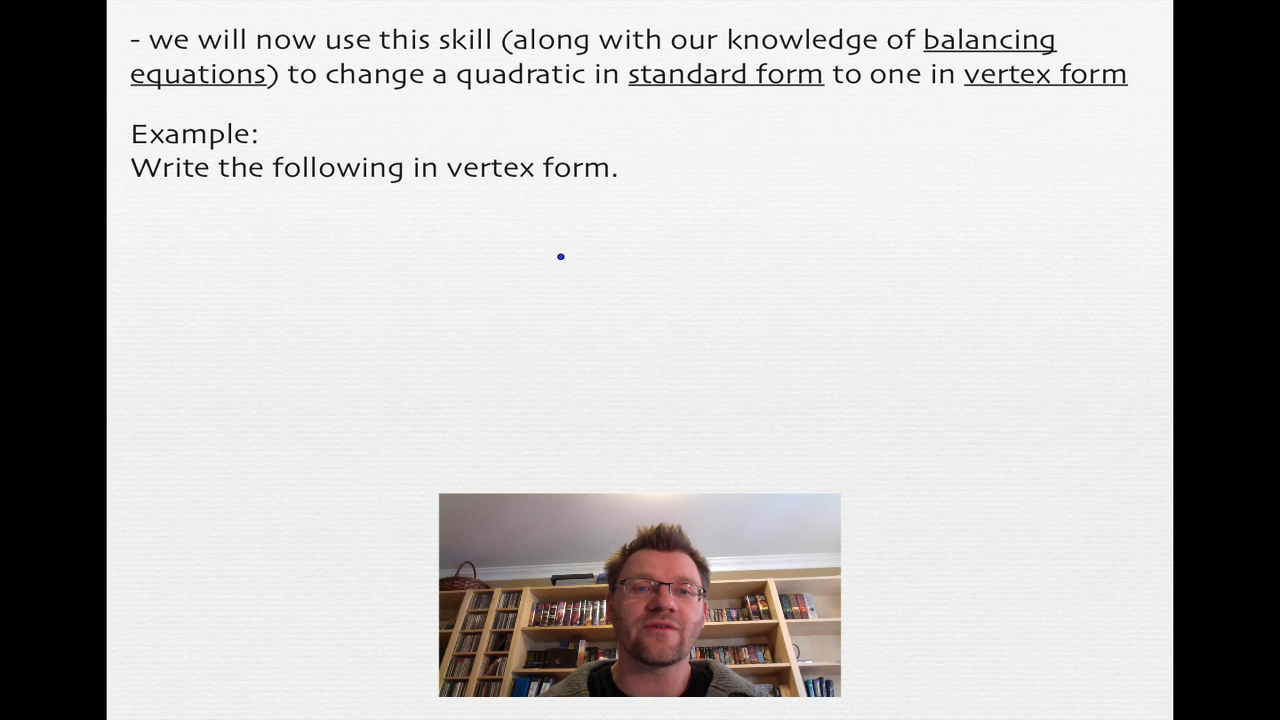 - we will now use this skill (along with our knowledge of balancing
equations) to change a quadratic in standard form to one in vertex form
Example:
Write the following in vertex form.